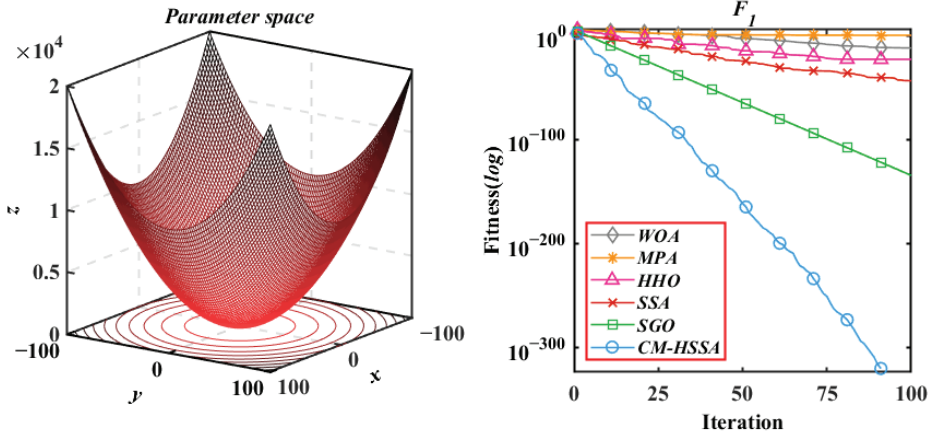 Parameter space
×10⁴
2
1.5
1
0.5
0
z
−100
0
100
y
100
0
−100
x
F₁
10⁰
10⁻¹⁰⁰
10⁻²⁰⁰
10⁻³⁰⁰
Fitness(log)
WOA
MPA
HHO
SSA
SGO
CM-HSSA
0 25 50 75 100
Iteration